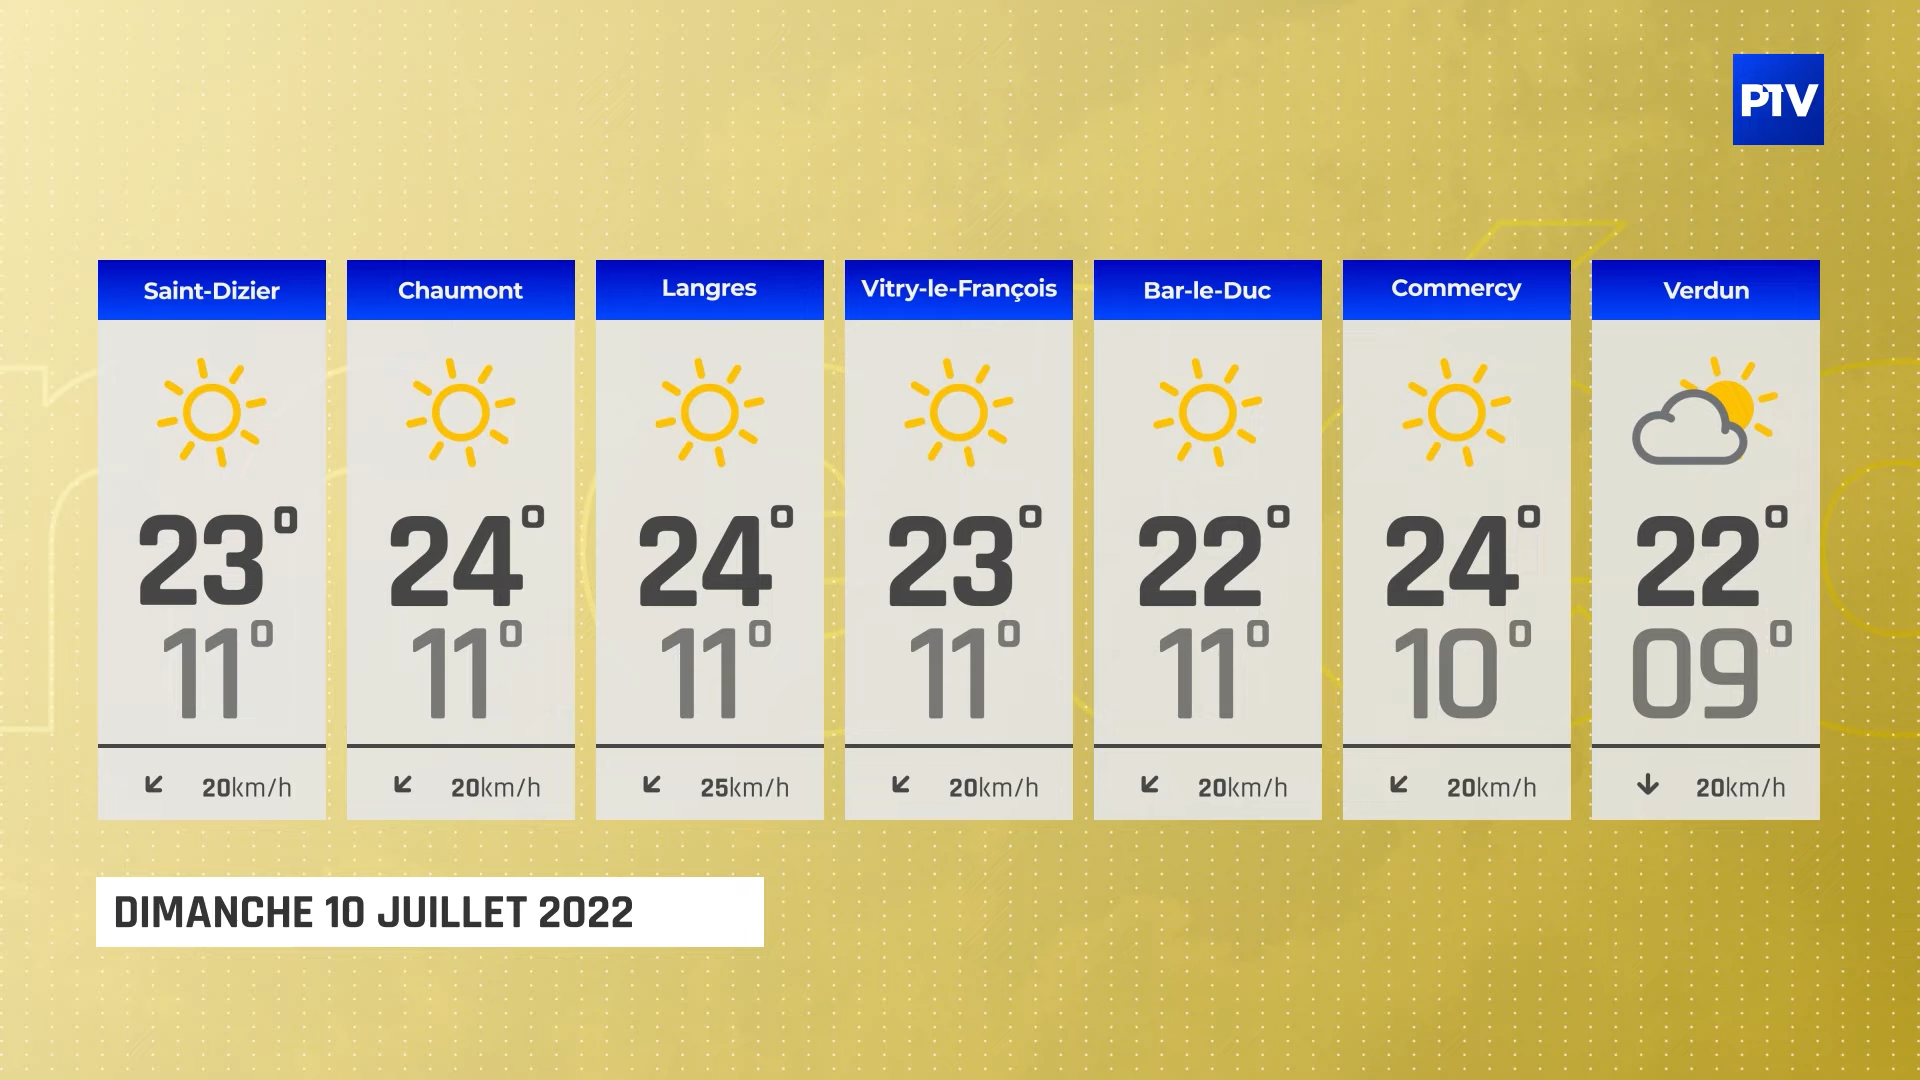 PTV
Saint-Dizier
23°
11°
20km/h
Chaumont
24°
11°
20km/h
Langres
24°
11°
25km/h
Vitry-le-François
23°
11°
20km/h
Bar-le-Duc
22°
11°
20km/h
Commercy
24°
10°
20km/h
Verdun
22°
09°
20km/h
DIMANCHE 10 JUILLET 2022